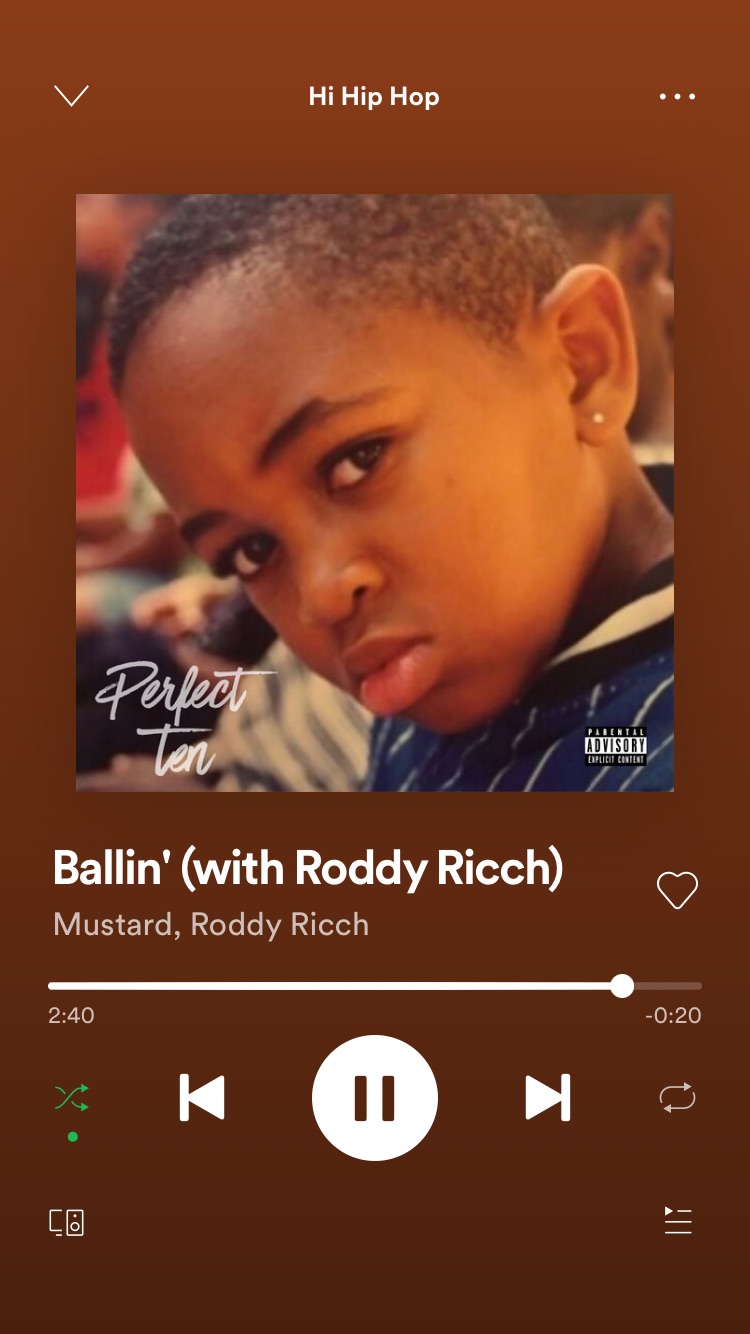 Hi Hip Hop
Perfect
ten
PARENTAL
ADVISORY
EXPLICIT CONTENT
Ballin' (with Roddy Ricch)
Mustard, Roddy Ricch
2:40 -0:20